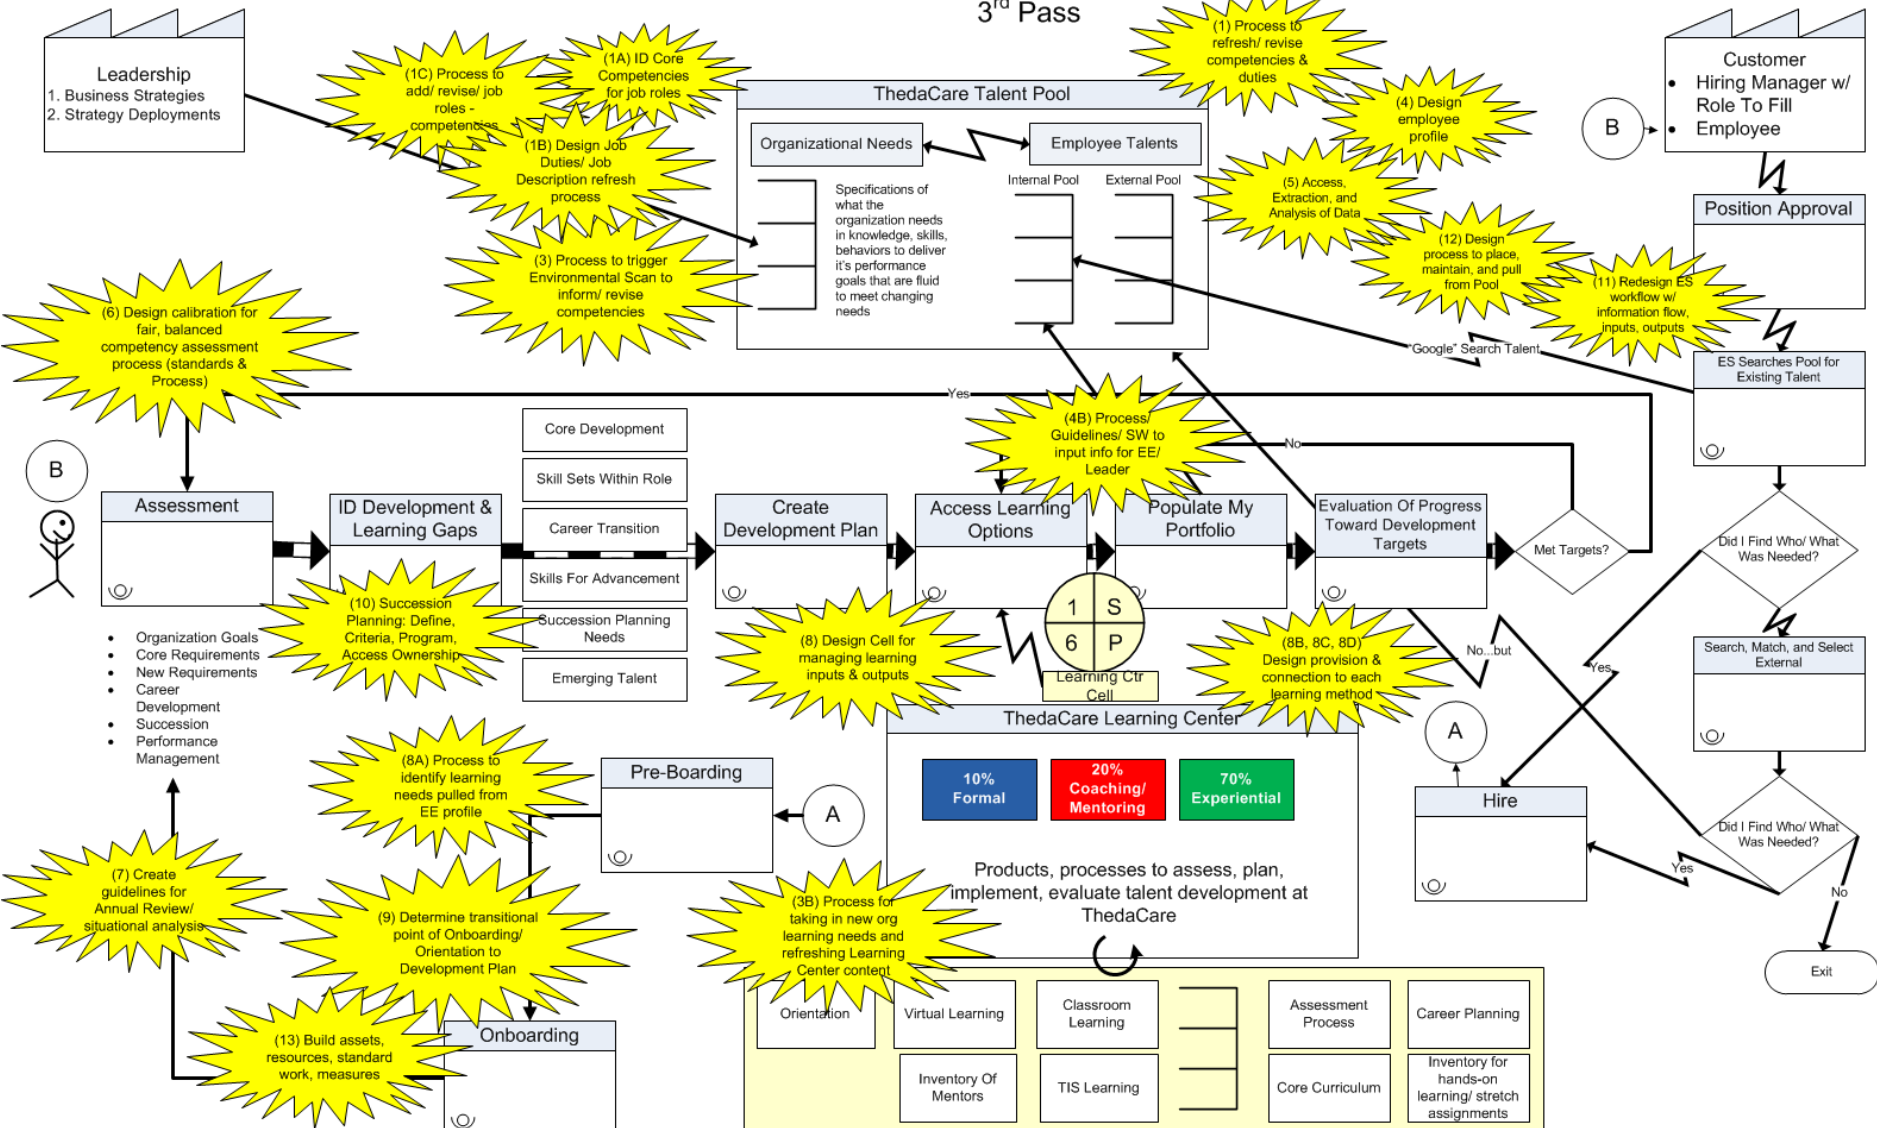 3rd Pass
Leadership
1. Business Strategies
2. Strategy Deployments
(1C) Process to
add/ revise/ job
roles -
competencies
(1A) ID Core
Competencies
for job roles
(1B) Design Job
Duties/ Job
Description refresh
process
(3) Process to trigger
Environmental Scan to
inform/ revise
competencies
ThedaCare Talent Pool
Organizational Needs
Employee Talents
Specifications of
what the
organization needs
in knowledge, skills,
behaviors to deliver
it's performance
goals that are fluid
to meet changing
needs
Internal Pool
External Pool
(1) Process to
refresh/ revise
competencies &
duties
(4) Design
employee
profile
(5) Access,
Extraction, and
Analysis of Data
(12) Design
process to place,
maintain, and pull
from Pool
(11) Redesign ES
workflow w/
information flow,
inputs, outputs
B
Customer
• Hiring Manager w/
Role To Fill
• Employee
Position Approval
"Google" Search Talent
ES Searches Pool for
Existing Talent
(6) Design calibration for
fair, balanced
competency assessment
process (standards &
Process)
Yes
No
(4B) Process/
Guidelines/ SW to
input info for EE/
Leader
B
Assessment
ID Development &
Learning Gaps
Core Development
Skill Sets Within Role
Career Transition
Skills For Advancement
Succession Planning
Needs
Emerging Talent
Create
Development Plan
Access Learning
Options
Populate My
Portfolio
Evaluation Of Progress
Toward Development
Targets
Met Targets?
Did I Find Who/ What
Was Needed?
• Organization Goals
• Core Requirements
• New Requirements
• Career
Development
• Succession
• Performance
Management
(10) Succession
Planning: Define,
Criteria, Program,
Access Ownership
(8) Design Cell for
managing learning
inputs & outputs
1
S
6
P
Learning Ctr
Cell
(8B, 8C, 8D)
Design provision &
connection to each
learning method
No...but
Yes
Search, Match, and Select
External
(8A) Process to
identify learning
needs pulled from
EE profile
Pre-Boarding
A
ThedaCare Learning Center
10%
Formal
20%
Coaching/
Mentoring
70%
Experiential
Products, processes to assess, plan,
implement, evaluate talent development at
ThedaCare
A
Hire
Did I Find Who/ What
Was Needed?
Yes
No
Exit
(7) Create
guidelines for
Annual Review/
situational analysis
(9) Determine transitional
point of Onboarding/
Orientation to
Development Plan
(3B) Process for
taking in new org
learning needs and
refreshing Learning
Center content
(13) Build assets,
resources, standard
work, measures
Onboarding
Orientation
Virtual Learning
Classroom
Learning
Assessment
Process
Career Planning
Inventory Of
Mentors
TIS Learning
Core Curriculum
Inventory for
hands-on
learning/ stretch
assignments